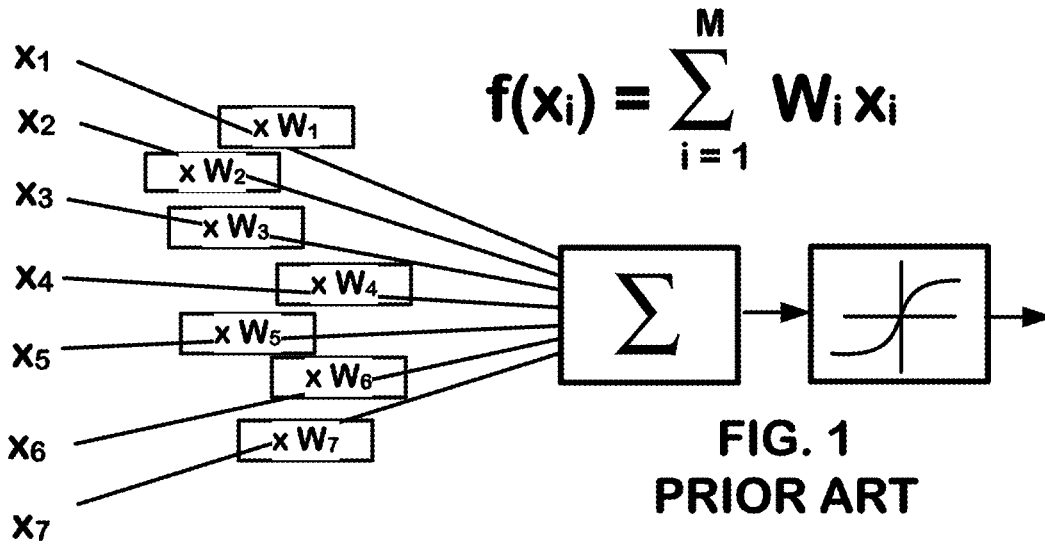 x₁
x₂
x₃
x₄
x₅
x₆
x₇
x W₁
x W₂
x W₃
x W₄
x W₅
x W₆
x W₇
M
f(xᵢ) = ∑ Wᵢ xᵢ
i = 1
∑
FIG. 1
PRIOR ART